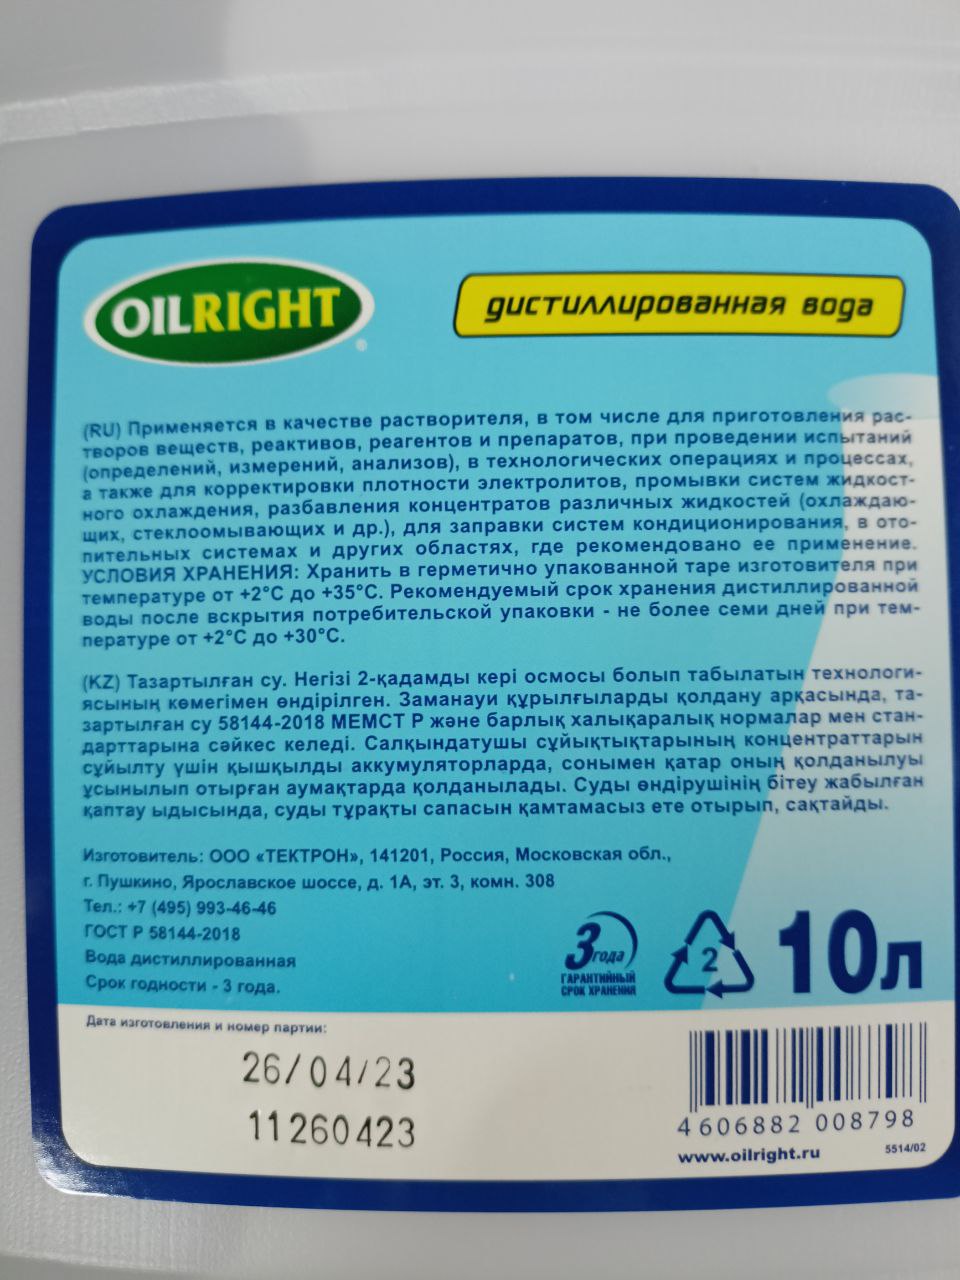 OILRIGHT
дистиллированная вода
(RU) Применяется в качестве растворителя, в том числе для приготовления рас-
творов веществ, реактивов, реагентов и препаратов, при проведении испытаний
(определений, измерений, анализов), в технологических операциях и процессах,
а также для корректировки плотности электролитов, промывки систем жидкост-
ного охлаждения, разбавления концентратов различных жидкостей (охлаждаю-
щих, стеклоомывающих и др.), для заправки систем кондиционирования, в ото-
пительных системах и других областях, где рекомендовано ее применение.
УСЛОВИЯ ХРАНЕНИЯ: Хранить в герметично упакованной таре изготовителя при
температуре от +2°С до +35°С. Рекомендуемый срок хранения дистиллированной
воды после вскрытия потребительской упаковки - не более семи дней при тем-
пературе от +2°С до +30°С.
(KZ) Тазартылған су. Негізі 2-қадамды кері осмосы болып табылатын технологи-
ясының көмегімен өндірілген. Заманауи құрылғыларды қолдану арқасында, та-
зартылған су 58144-2018 МЕМСТ Р және барлық халықаралық нормалар мен стан-
дарттарына сәйкес келеді. Салқындатушы сұйықтықтарының концентраттарын
сұйылту үшін қышқылды аккумуляторларда, сонымен қатар оның қолданылуы
ұсынылып отырған аумақтарда қолданылады. Суды өндірушінің бітеу жабылған
қаптау ыдысында, суды тұрақты сапасын қамтамасыз ете отырып, сақтайды.
Изготовитель: ООО «ТЕКТРОН», 141201, Россия, Московская обл.,
г. Пушкино, Ярославское шоссе, д. 1А, эт. 3, комн. 308
Тел.: +7 (495) 993-46-46
ГОСТ Р 58144-2018
Вода дистиллированная
Срок годности - 3 года.
3 года
ГАРАНТИЙНЫЙ
СРОК ХРАНЕНИЯ
2
10л
Дата изготовления и номер партии:
26/04/23
11260423
4 606882 008798
www.oilright.ru
5514/02